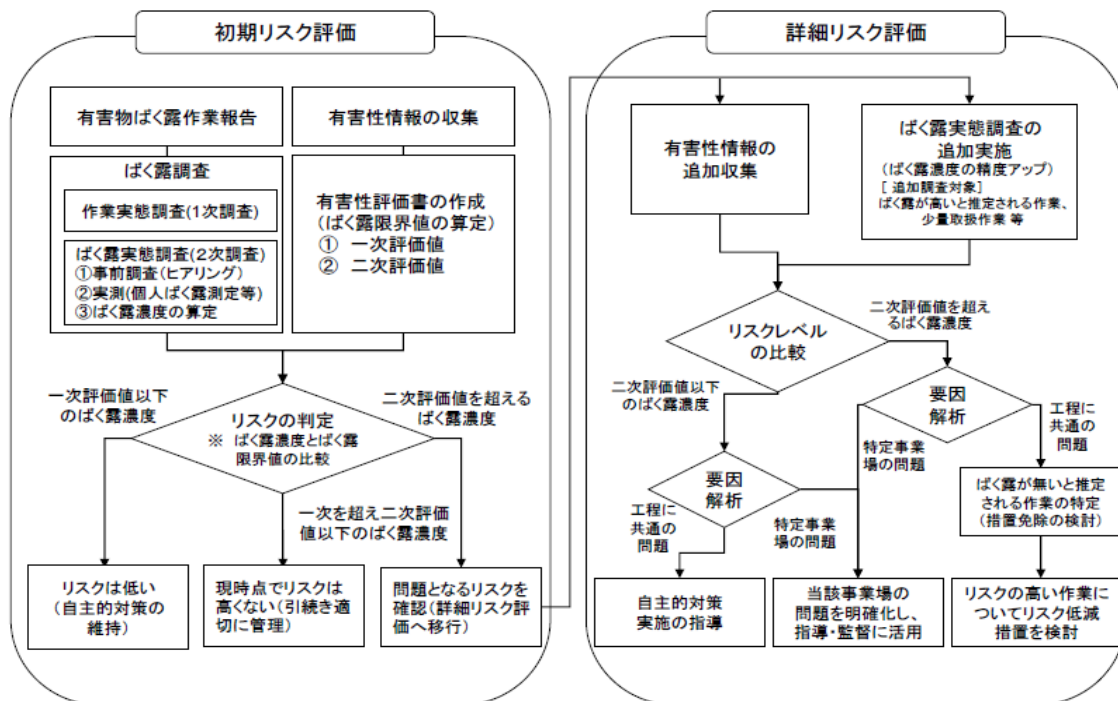 初期リスク評価
有害物ばく露作業報告
有害性情報の収集
ばく露調査
作業実態調査(1次調査)
ばく露実態調査(2次調査)
①事前調査(ヒアリング)
②実測(個人ばく露測定等)
③ばく露濃度の算定
有害性評価書の作成
(ばく露限界値の算定)
① 一次評価値
② 二次評価値
一次評価値以下
のばく露濃度
二次評価値を超える
ばく露濃度
リスクの判定
※ ばく露濃度とばく露
限界値の比較
一次を超え二次評価
値以下のばく露濃度
リスクは低い
(自主的対策の
維持)
現時点でリスクは
高くない(引続き適
切に管理)
問題となるリスクを
確認(詳細リスク評
価へ移行)
詳細リスク評価
有害性情報の
追加収集
ばく露実態調査の
追加実施
(ばく露濃度の精度アップ)
[ 追加調査対象]
ばく露が高いと推定される作業、
少量取扱作業 等
リスクレベル
の比較
二次評価値を超え
るばく露濃度
二次評価値以下
のばく露濃度
要因
解析
工程に
共通の
問題
特定事業
場の問題
ばく露が無いと推定
される作業の特定
(措置免除の検討)
要因
解析
工程に
共通の
問題
特定事業
場の問題
自主的対策
実施の指導
当該事業場の
問題を明確化し、
指導・監督に活用
リスクの高い作業に
ついてリスク低減
措置を検討